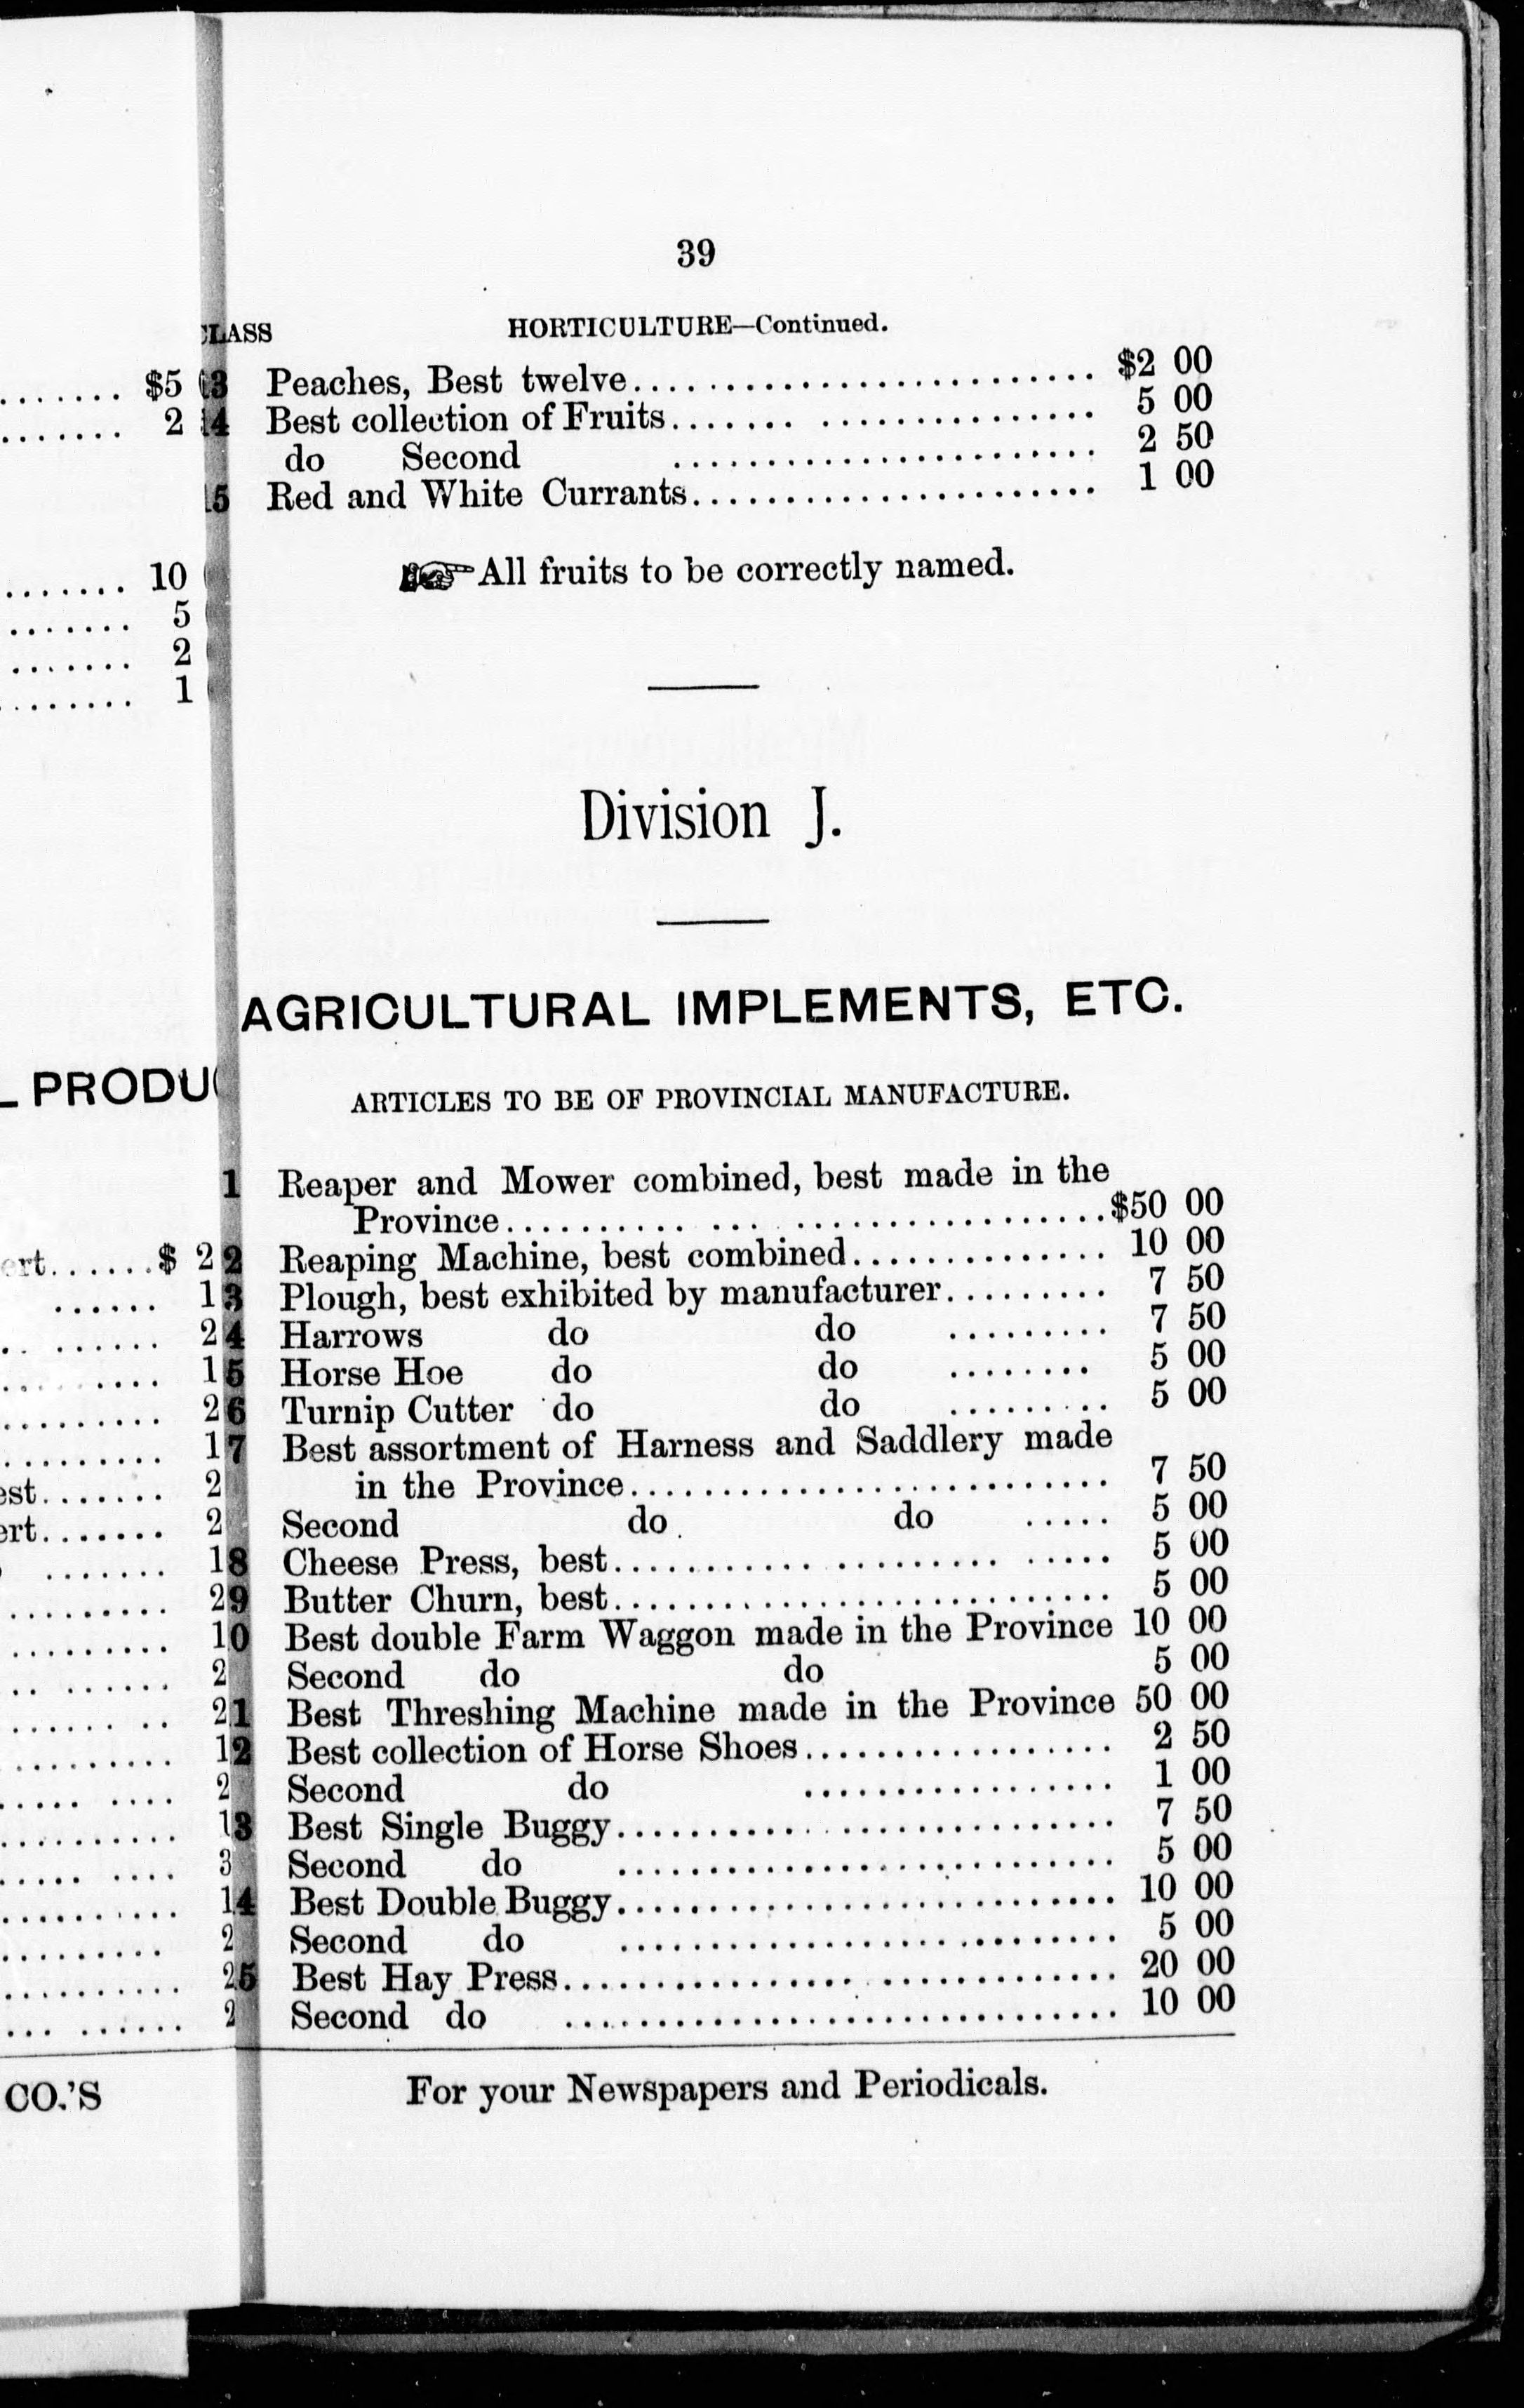 39
CLASS HORTICULTURE—Continued.
13 Peaches, Best twelve.......................... $2 00
14 Best collection of Fruits....... ............... 5 00
do Second ....................... 2 50
15 Red and White Currants...................... 1 00
☞ All fruits to be correctly named.
Division J.
AGRICULTURAL IMPLEMENTS, ETC.
ARTICLES TO BE OF PROVINCIAL MANUFACTURE.
1 Reaper and Mower combined, best made in the
Province.......... ... .................$50 00
2 Reaping Machine, best combined.............. 10 00
3 Plough, best exhibited by manufacturer......... 7 50
4 Harrows do do ......... 7 50
5 Horse Hoe do do ........ 5 00
6 Turnip Cutter do do ......... 5 00
7 Best assortment of Harness and Saddlery made
in the Province.......................... 7 50
Second do do ..... 5 00
8 Cheese Press, best..................... ..... 5 00
9 Butter Churn, best........................... 5 00
10 Best double Farm Waggon made in the Province 10 00
Second do do 5 00
11 Best Threshing Machine made in the Province 50 00
12 Best collection of Horse Shoes................. 2 50
Second do ................. 1 00
13 Best Single Buggy........................... 7 50
Second do ........................... 5 00
14 Best Double Buggy........................... 10 00
Second do ........................... 5 00
15 Best Hay Press................ ............. 20 00
Second do .............................. 10 00
For your Newspapers and Periodicals.
....... $5
....... 2
....... 10
....... 5
....... 2
........ 1
PRODU
$ 2
CO.'S